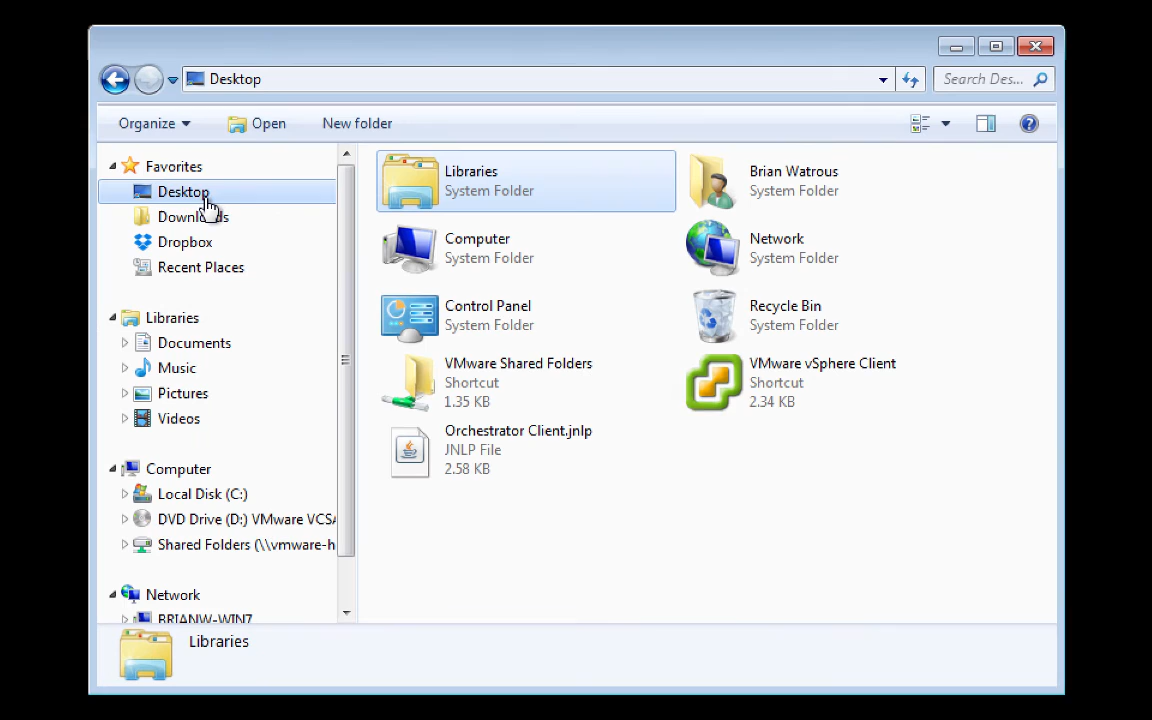 Desktop
Search Des...
Organize
Open
New folder
Favorites
Desktop
Downloads
Dropbox
Recent Places
Libraries
Documents
Music
Pictures
Videos
Computer
Local Disk (C:)
DVD Drive (D:) VMware VCSA
Shared Folders (\\vmware-h
Network
BRIANW-WIN7
Libraries
System Folder
Brian Watrous
System Folder
Computer
System Folder
Network
System Folder
Control Panel
System Folder
Recycle Bin
System Folder
VMware Shared Folders
Shortcut
1.35 KB
VMware vSphere Client
Shortcut
2.34 KB
Orchestrator Client.jnlp
JNLP File
2.58 KB
Libraries